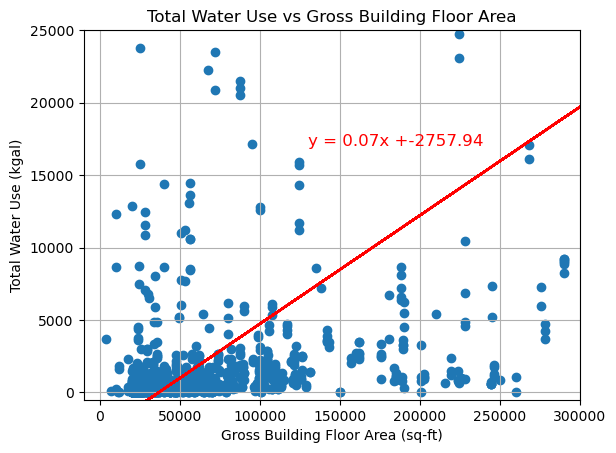 Total Water Use vs Gross Building Floor Area
25000
20000
15000
10000
5000
0
Total Water Use (kgal)
y = 0.07x +-2757.94
0 50000 100000 150000 200000 250000 300000
Gross Building Floor Area (sq-ft)